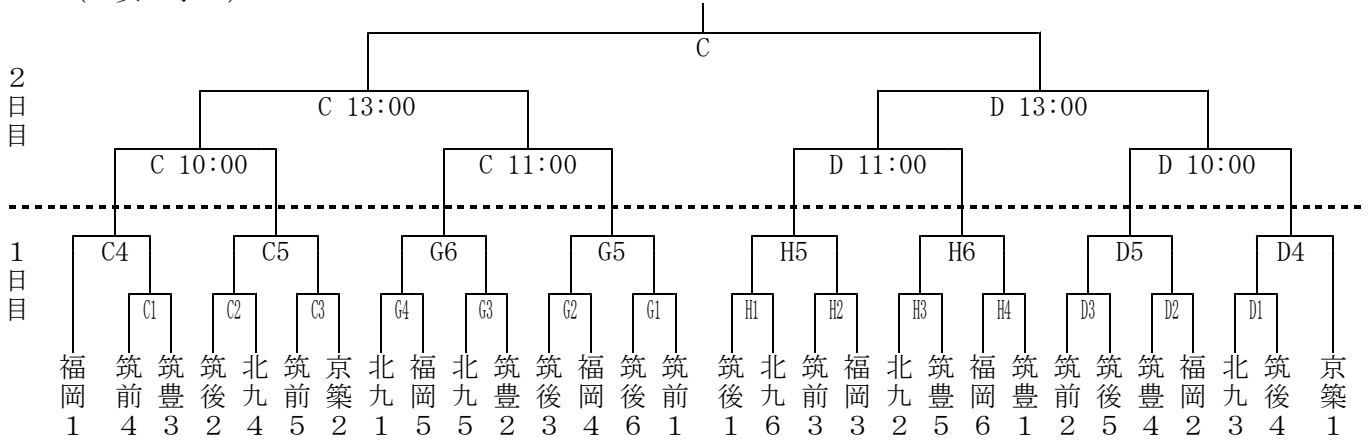 C
2日目
C 13:00
D 13:00
C 10:00
C 11:00
D 11:00
D 10:00
1日目
C4
C5
G6
G5
H5
H6
D5
D4
C1
C2
C3
G4
G3
G2
G1
H1
H2
H3
H4
D3
D2
D1
福岡1
筑前4
筑豊3
筑後2
北九4
筑前5
京築2
北九1
福岡5
北九5
筑豊2
筑後3
福岡4
筑後6
筑前1
筑後1
北九6
筑前3
福岡3
北九2
筑豊5
福岡6
筑豊1
筑前2
筑後5
筑豊4
福岡2
北九3
筑後4
京築1